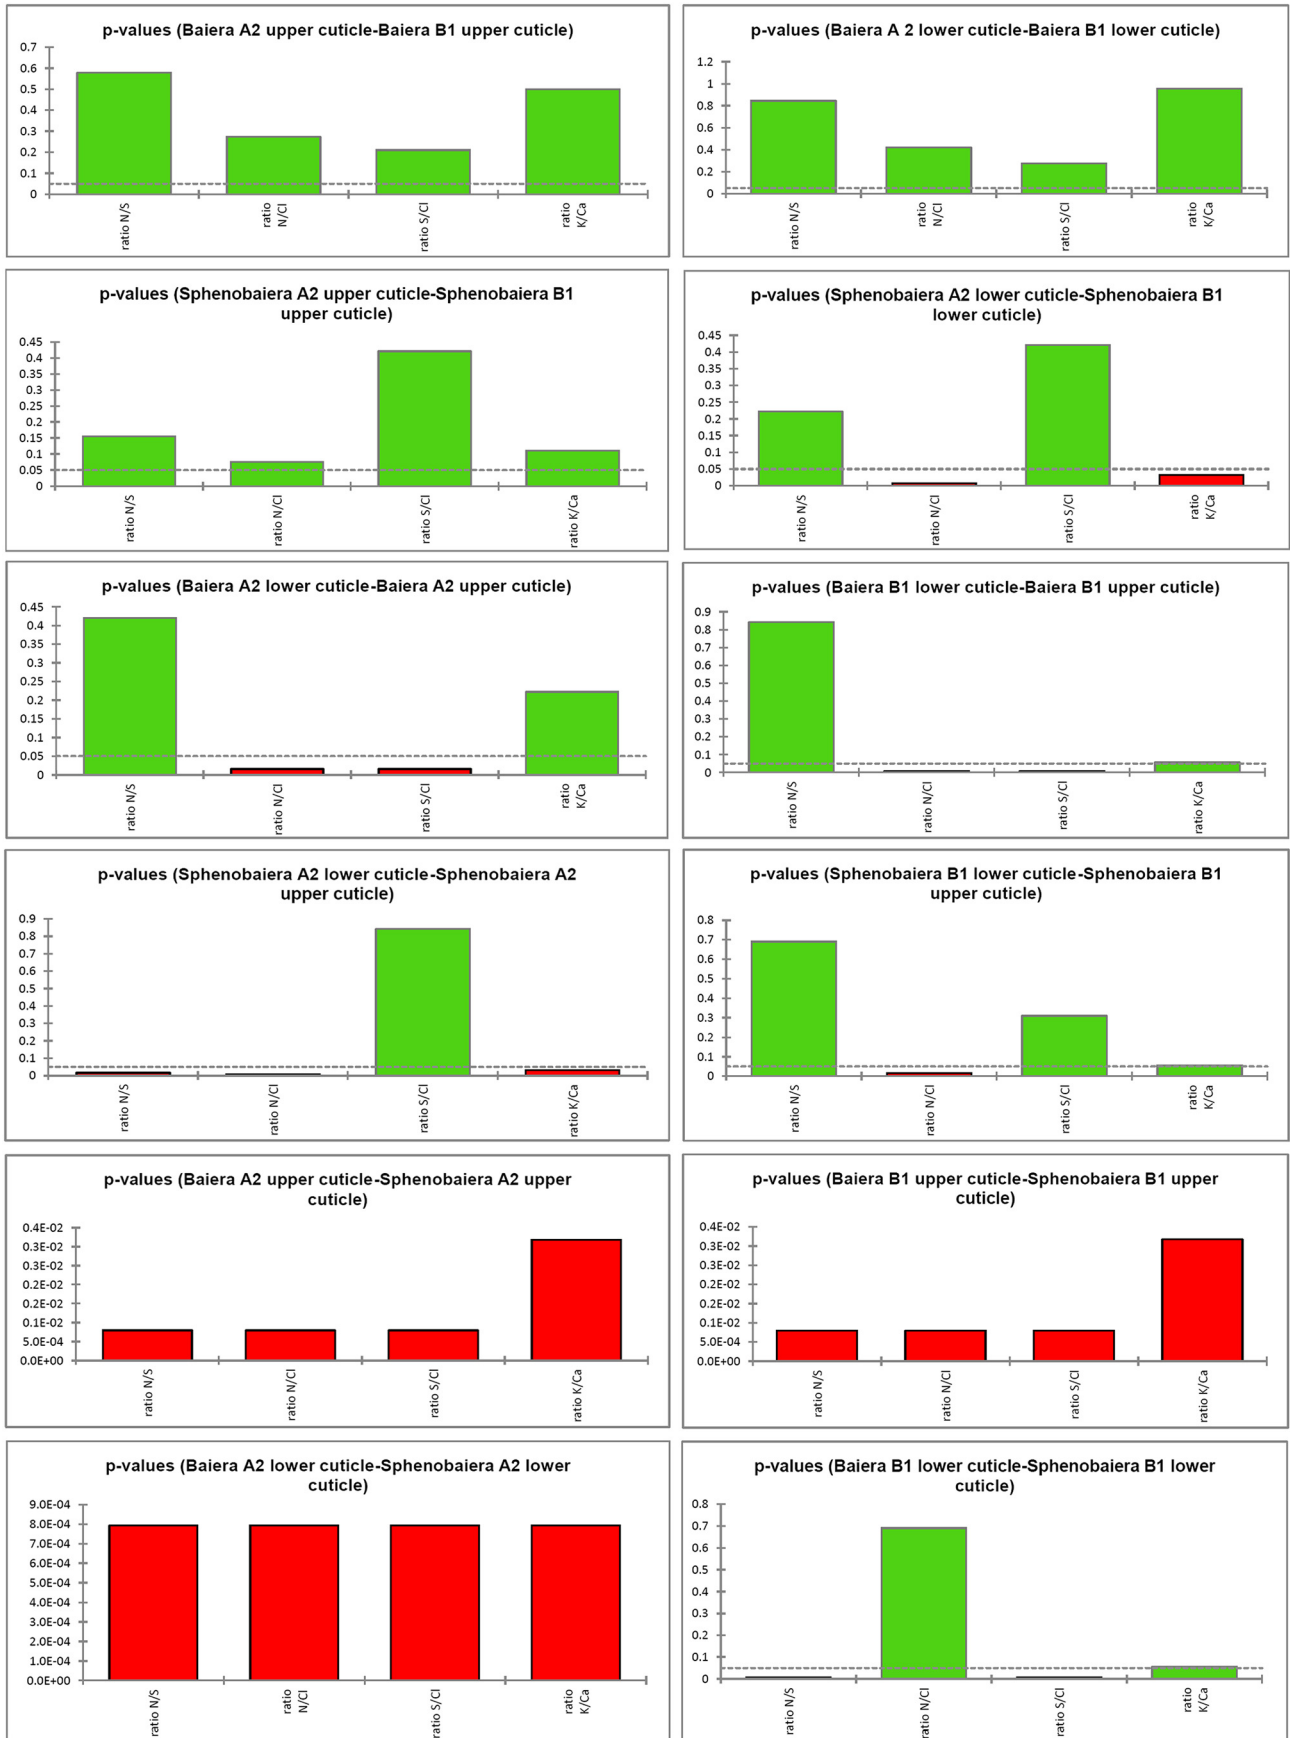 p-values (Baiera A2 upper cuticle-Baiera B1 upper cuticle)
0.7
0.6
0.5
0.4
0.3
0.2
0.1
0
ratio N/S
ratio
N/Cl
ratio S/Cl
ratio
K/Ca
p-values (Baiera A 2 lower cuticle-Baiera B1 lower cuticle)
1.2
1
0.8
0.6
0.4
0.2
0
ratio N/S
ratio
N/Cl
ratio S/Cl
ratio
K/Ca
p-values (Sphenobaiera A2 upper cuticle-Sphenobaiera B1
upper cuticle)
0.45
0.4
0.35
0.3
0.25
0.2
0.15
0.1
0.05
0
ratio N/S
ratio N/Cl
ratio S/Cl
ratio K/Ca
p-values (Sphenobaiera A2 lower cuticle-Sphenobaiera B1
lower cuticle)
0.45
0.4
0.35
0.3
0.25
0.2
0.15
0.1
0.05
0
ratio N/S
ratio N/Cl
ratio S/Cl
ratio
K/Ca
p-values (Baiera A2 lower cuticle-Baiera A2 upper cuticle)
0.45
0.4
0.35
0.3
0.25
0.2
0.15
0.1
0.05
0
ratio N/S
ratio N/Cl
ratio S/Cl
ratio
K/Ca
p-values (Baiera B1 lower cuticle-Baiera B1 upper cuticle)
0.9
0.8
0.7
0.6
0.5
0.4
0.3
0.2
0.1
0
ratio N/S
ratio N/Cl
ratio S/Cl
ratio K/Ca
p-values (Sphenobaiera A2 lower cuticle-Sphenobaiera A2
upper cuticle)
0.9
0.8
0.7
0.6
0.5
0.4
0.3
0.2
0.1
0
ratio N/S
ratio N/Cl
ratio S/Cl
ratio K/Ca
p-values (Sphenobaiera B1 lower cuticle-Sphenobaiera B1
upper cuticle)
0.8
0.7
0.6
0.5
0.4
0.3
0.2
0.1
0
ratio N/S
ratio N/Cl
ratio S/Cl
ratio
K/Ca
p-values (Baiera A2 upper cuticle-Sphenobaiera A2 upper
cuticle)
0.4E-02
0.3E-02
0.3E-02
0.2E-02
0.2E-02
0.1E-02
5.0E-04
0.0E+00
ratio N/S
ratio N/Cl
ratio S/Cl
ratio K/Ca
p-values (Baiera B1 upper cuticle-Sphenobaiera B1 upper
cuticle)
0.4E-02
0.3E-02
0.3E-02
0.2E-02
0.2E-02
0.1E-02
5.0E-04
0.0E+00
ratio N/S
ratio N/Cl
ratio S/Cl
ratio K/Ca
p-values (Baiera A2 lower cuticle-Sphenobaiera A2 lower
cuticle)
9.0E-04
8.0E-04
7.0E-04
6.0E-04
5.0E-04
4.0E-04
3.0E-04
2.0E-04
1.0E-04
0.0E+00
ratio N/S
ratio
N/Cl
ratio S/Cl
ratio
K/Ca
p-values (Baiera B1 lower cuticle-Sphenobaiera B1 lower
cuticle)
0.8
0.7
0.6
0.5
0.4
0.3
0.2
0.1
0
ratio N/S
ratio N/Cl
ratio S/Cl
ratio
K/Ca